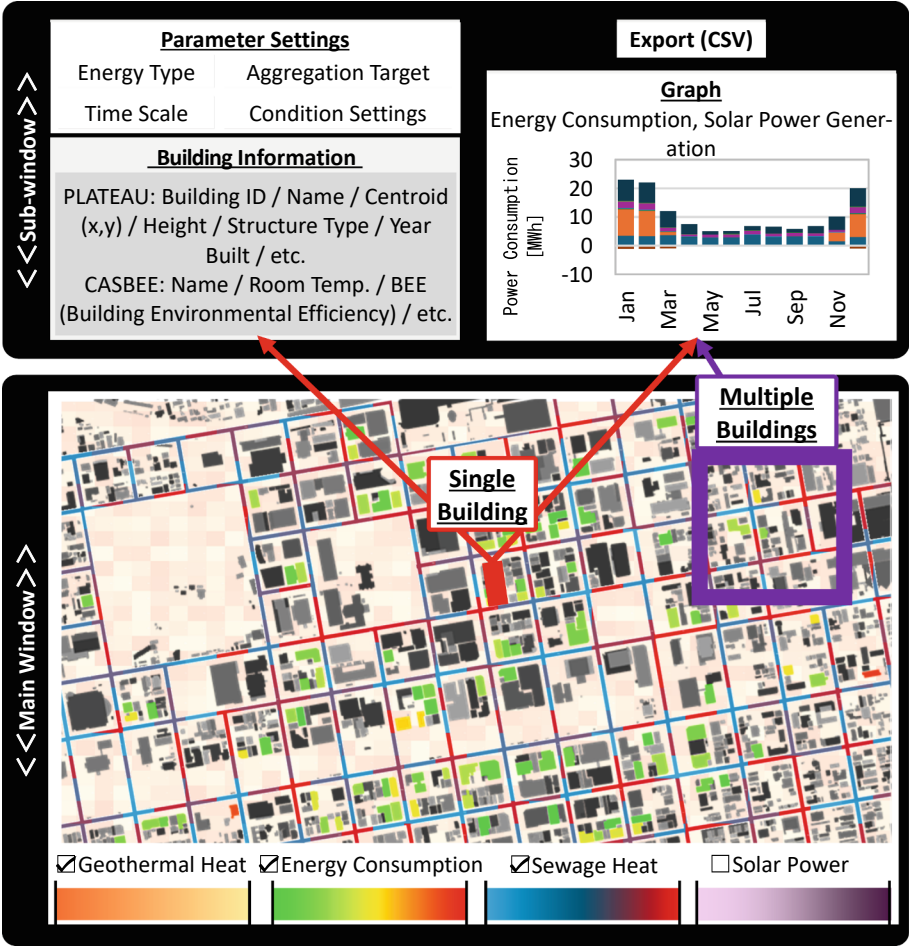 <<Sub-window>>
Parameter Settings
Energy Type Aggregation Target
Time Scale Condition Settings
Building Information
PLATEAU: Building ID / Name / Centroid
(x,y) / Height / Structure Type / Year
Built / etc.
CASBEE: Name / Room Temp. / BEE
(Building Environmental Efficiency) / etc.
Export (CSV)
Graph
Energy Consumption, Solar Power Gener-
ation
Power Consumption
[MWh]
30
20
10
0
-10
Jan
Mar
May
Jul
Sep
Nov
<<Main Window>>
Multiple
Buildings
Single
Building
☑Geothermal Heat ☑Energy Consumption ☑Sewage Heat ☐Solar Power